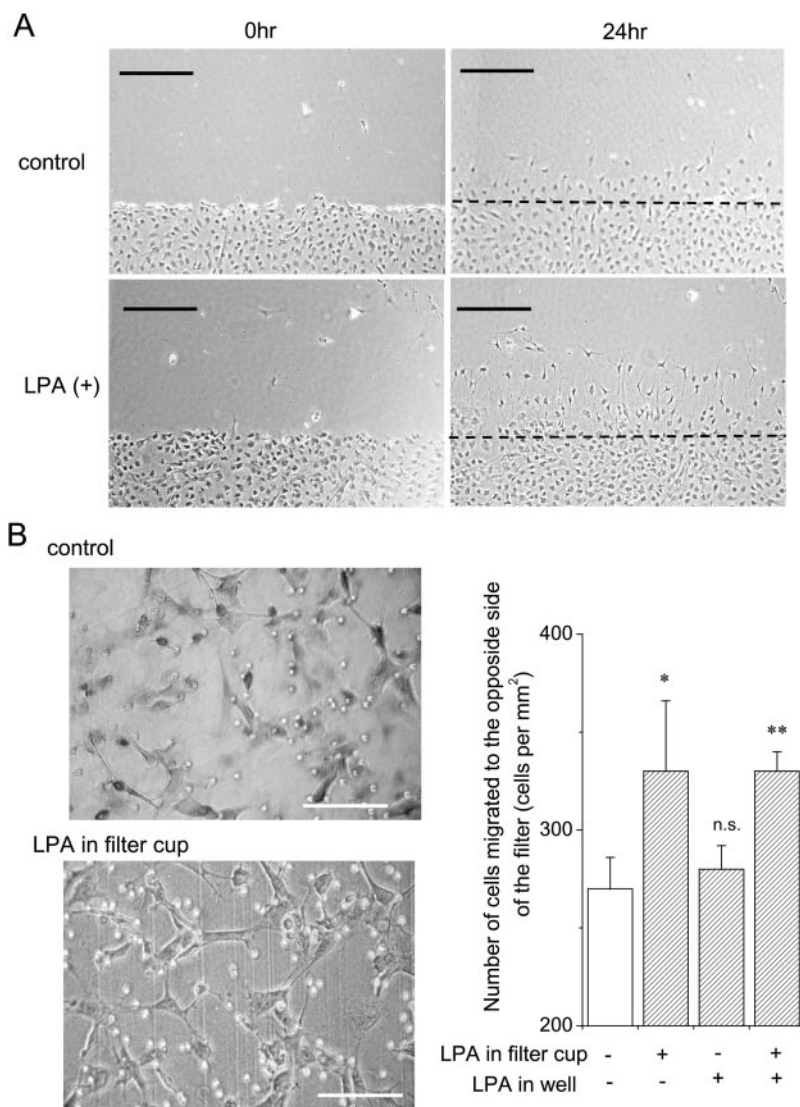 A
0hr
24hr
control
LPA (+)
B
control
LPA in filter cup
Number of cells migrated to the opposide side
of the filter (cells per mm²)
400
300
200
*
n.s.
**
LPA in filter cup - + - +
LPA in well - - + +